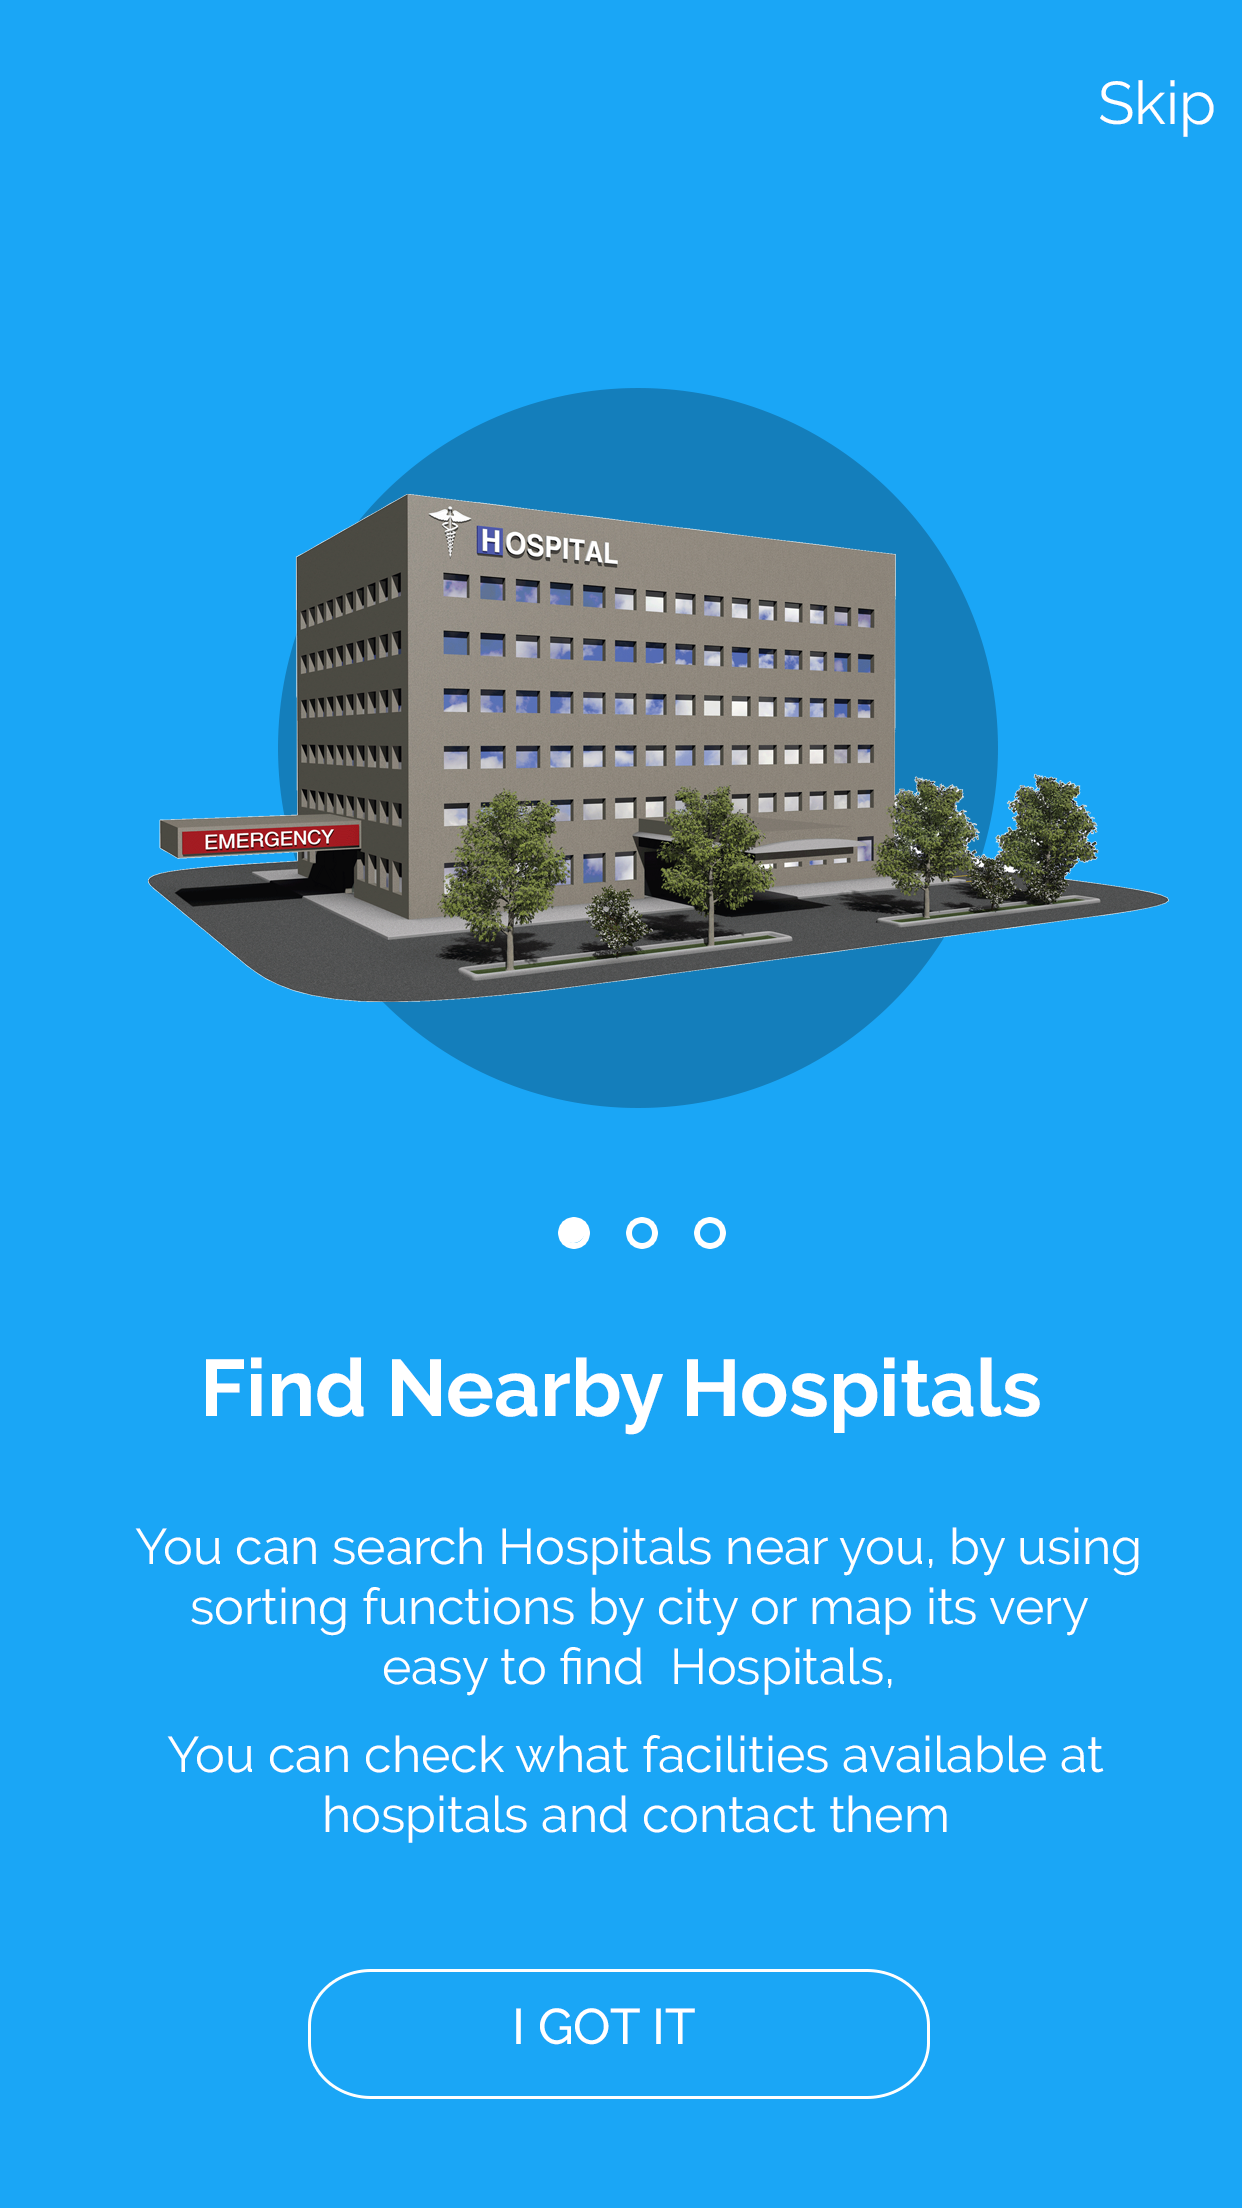 Skip
HOSPITAL
EMERGENCY
Find Nearby Hospitals
You can search Hospitals near you, by using
sorting functions by city or map its very
easy to find  Hospitals,
You can check what facilities available at
hospitals and contact them
I GOT IT